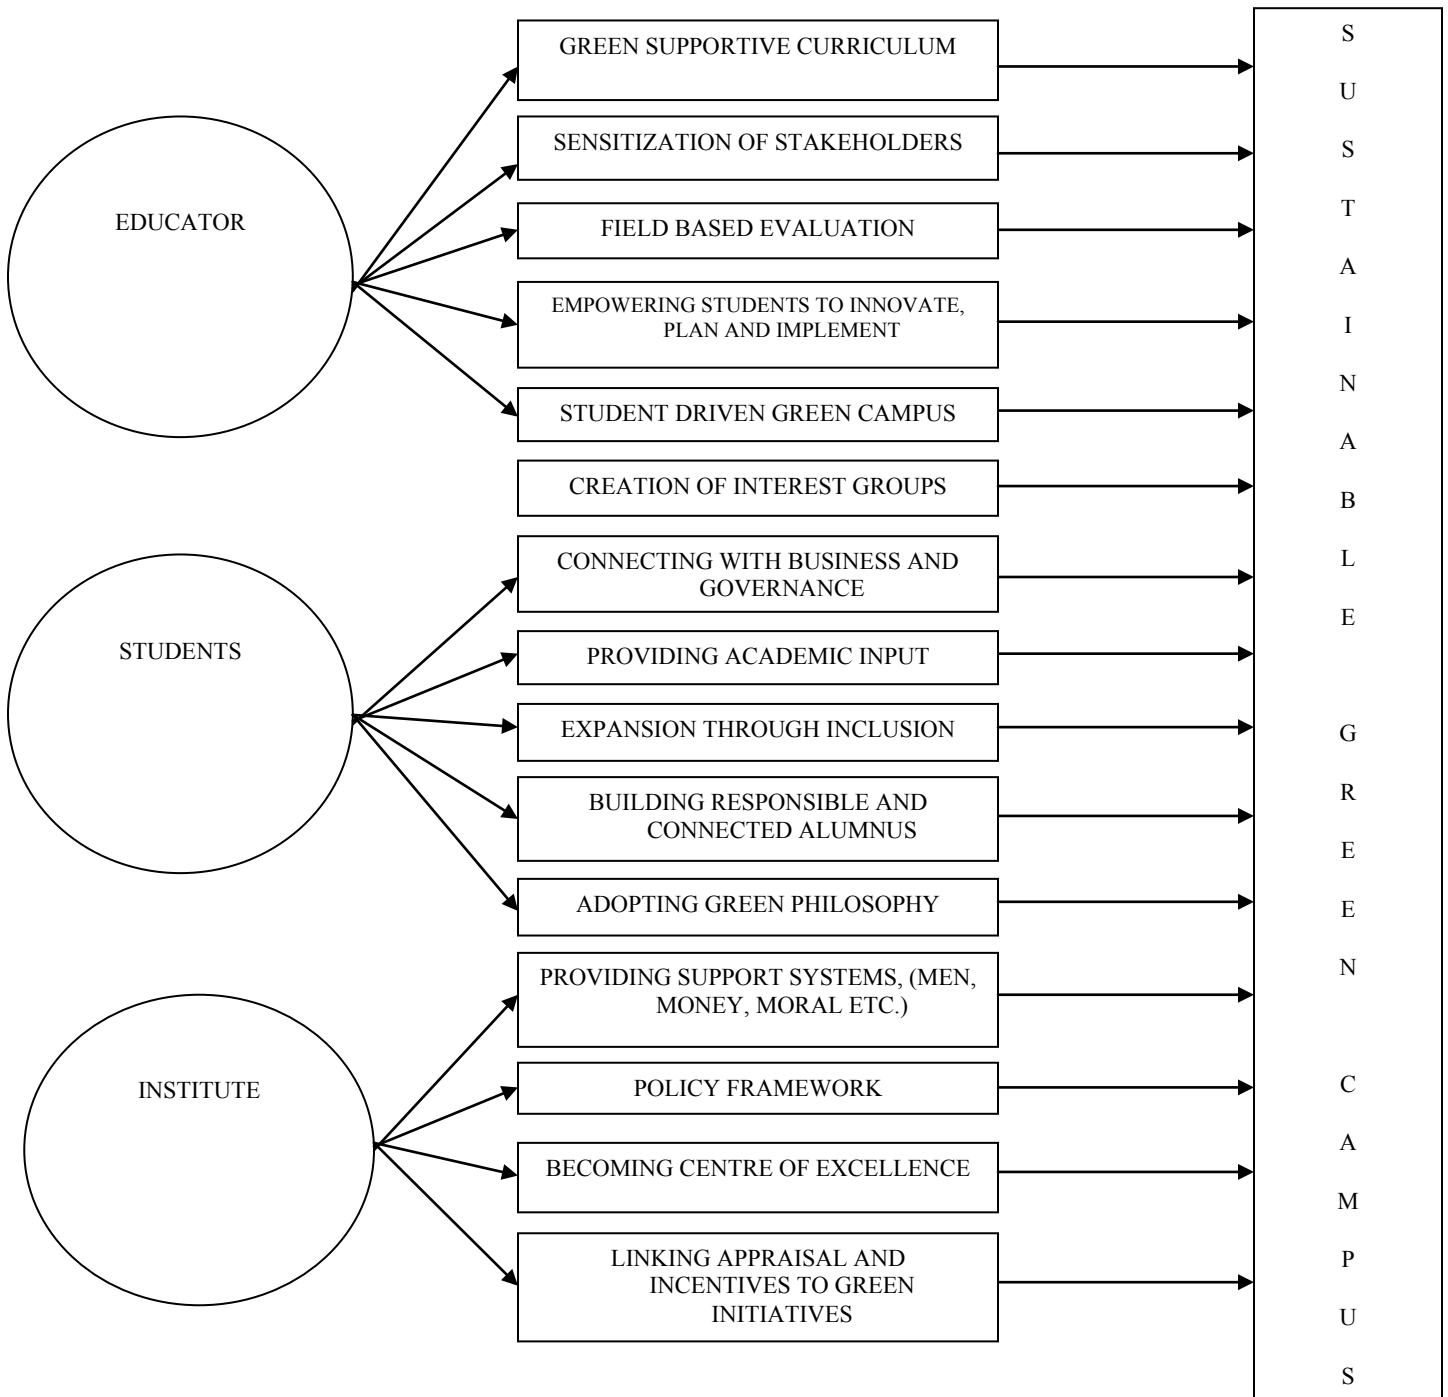 EDUCATOR
STUDENTS
INSTITUTE
GREEN SUPPORTIVE CURRICULUM
SENSITIZATION OF STAKEHOLDERS
FIELD BASED EVALUATION
EMPOWERING STUDENTS TO INNOVATE,
PLAN AND IMPLEMENT
STUDENT DRIVEN GREEN CAMPUS
CREATION OF INTEREST GROUPS
CONNECTING WITH BUSINESS AND
GOVERNANCE
PROVIDING ACADEMIC INPUT
EXPANSION THROUGH INCLUSION
BUILDING RESPONSIBLE AND
CONNECTED ALUMNUS
ADOPTING GREEN PHILOSOPHY
PROVIDING SUPPORT SYSTEMS, (MEN,
MONEY, MORAL ETC.)
POLICY FRAMEWORK
BECOMING CENTRE OF EXCELLENCE
LINKING APPRAISAL AND
INCENTIVES TO GREEN
INITIATIVES
S
U
S
T
A
I
N
A
B
L
E
G
R
E
E
N
C
A
M
P
U
S